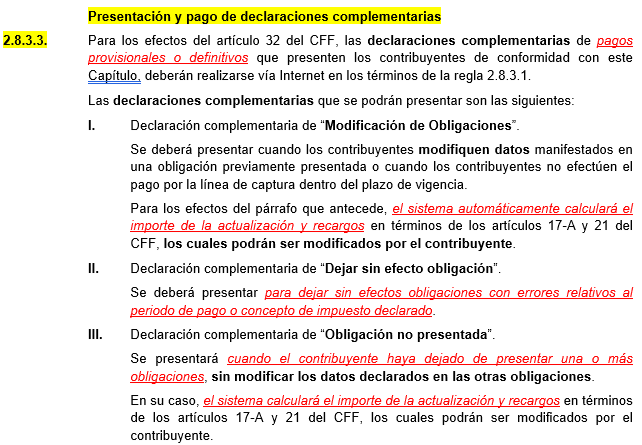 Presentación y pago de declaraciones complementarias
2.8.3.3. Para los efectos del artículo 32 del CFF, las declaraciones complementarias de pagos
provisionales o definitivos que presenten los contribuyentes de conformidad con este
Capítulo, deberán realizarse vía Internet en los términos de la regla 2.8.3.1.
Las declaraciones complementarias que se podrán presentar son las siguientes:
I. Declaración complementaria de “Modificación de Obligaciones”.
Se deberá presentar cuando los contribuyentes modifiquen datos manifestados en
una obligación previamente presentada o cuando los contribuyentes no efectúen el
pago por la línea de captura dentro del plazo de vigencia.
Para los efectos del párrafo que antecede, el sistema automáticamente calculará el
importe de la actualización y recargos en términos de los artículos 17-A y 21 del
CFF, los cuales podrán ser modificados por el contribuyente.
II. Declaración complementaria de “Dejar sin efecto obligación”.
Se deberá presentar para dejar sin efectos obligaciones con errores relativos al
periodo de pago o concepto de impuesto declarado.
III. Declaración complementaria de “Obligación no presentada”.
Se presentará cuando el contribuyente haya dejado de presentar una o más
obligaciones, sin modificar los datos declarados en las otras obligaciones.
En su caso, el sistema calculará el importe de la actualización y recargos en términos
de los artículos 17-A y 21 del CFF, los cuales podrán ser modificados por el
contribuyente.